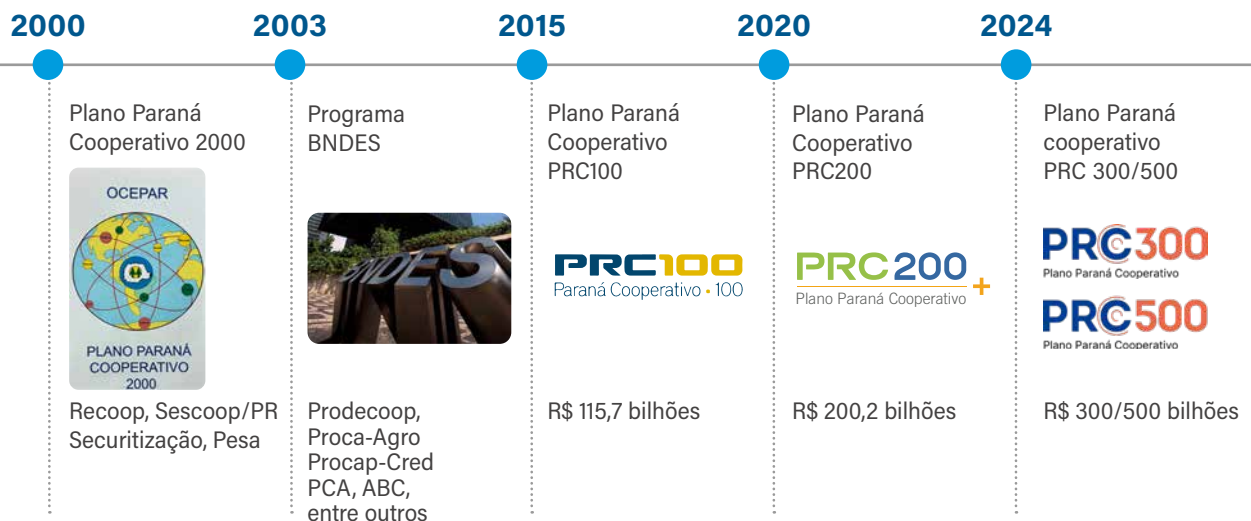 2000
2003
2015
2020
2024
Plano Paraná
Cooperativo 2000
OCEPAR
PLANO PARANÁ
COOPERATIVO
2000
Recoop, Sescoop/PR
Securitização, Pesa
Programa
BNDES
BNDES
Prodecoop,
Proca-Agro
Procap-Cred
PCA, ABC,
entre outros
Plano Paraná
Cooperativo
PRC100
PRC100
Paraná Cooperativo • 100
R$ 115,7 bilhões
Plano Paraná
Cooperativo
PRC200
PRC200
Plano Paraná Cooperativo +
R$ 200,2 bilhões
Plano Paraná
cooperativo
PRC 300/500
PRC300
Plano Paraná Cooperativo
PRC500
Plano Paraná Cooperativo
R$ 300/500 bilhões